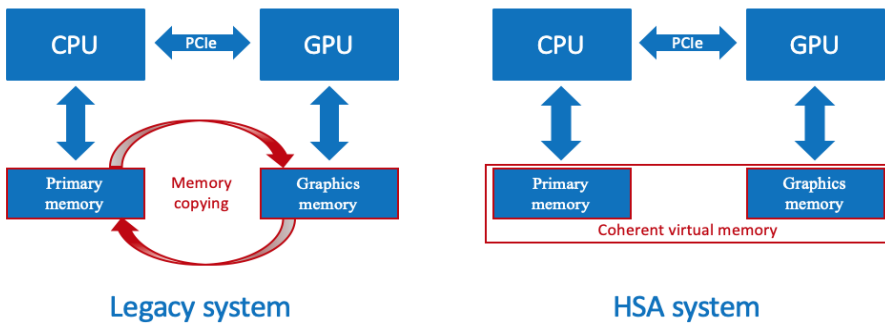 CPU
PCIe
GPU
Primary
memory
Memory
copying
Graphics
memory
Legacy system
CPU
PCIe
GPU
Primary
memory
Graphics
memory
Coherent virtual memory
HSA system